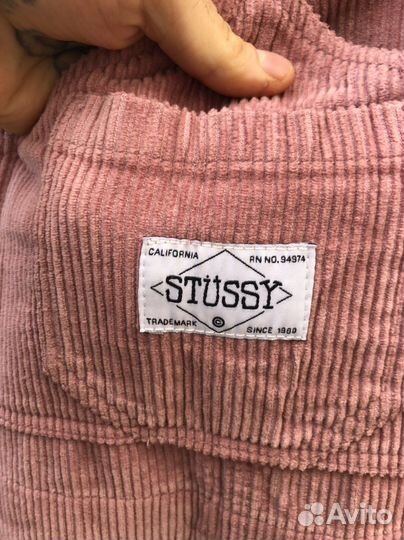 CALIFORNIA RN NO. 94974
STÜSSY
TRADEMARK © SINCE 1980
Avito